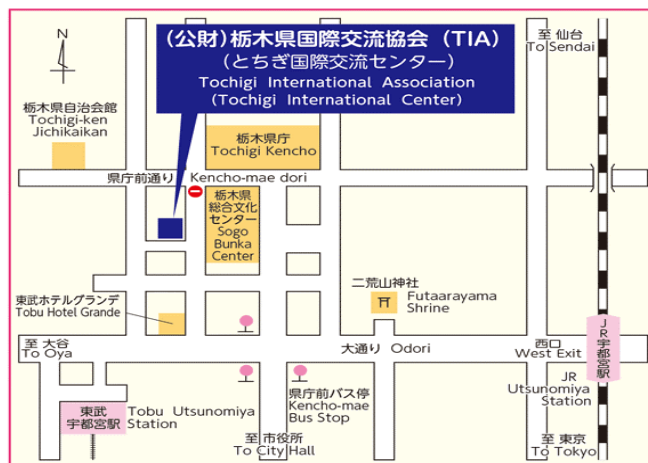 (公財)栃木県国際交流協会 (TIA)
(とちぎ国際交流センター)
Tochigi International Association
(Tochigi International Center)
至 仙台
To Sendai
N
栃木県自治会館
Tochigi-ken
Jichikaikan
栃木県庁
Tochigi Kencho
県庁前通り Kencho-mae dori
栃木県
総合文化
センター
Sogo
Bunka
Center
東武ホテルグランデ
Tobu Hotel Grande
二荒山神社
Futaarayama
Shrine
至 大谷
To Oya
大通り Odori
西口
West Exit
JR宇都宮駅
JR
Utsunomiya
Station
東武
宇都宮駅
Tobu Utsunomiya
Station
県庁前バス停
Kencho-mae
Bus Stop
至 市役所
To City Hall
至 東京
To Tokyo